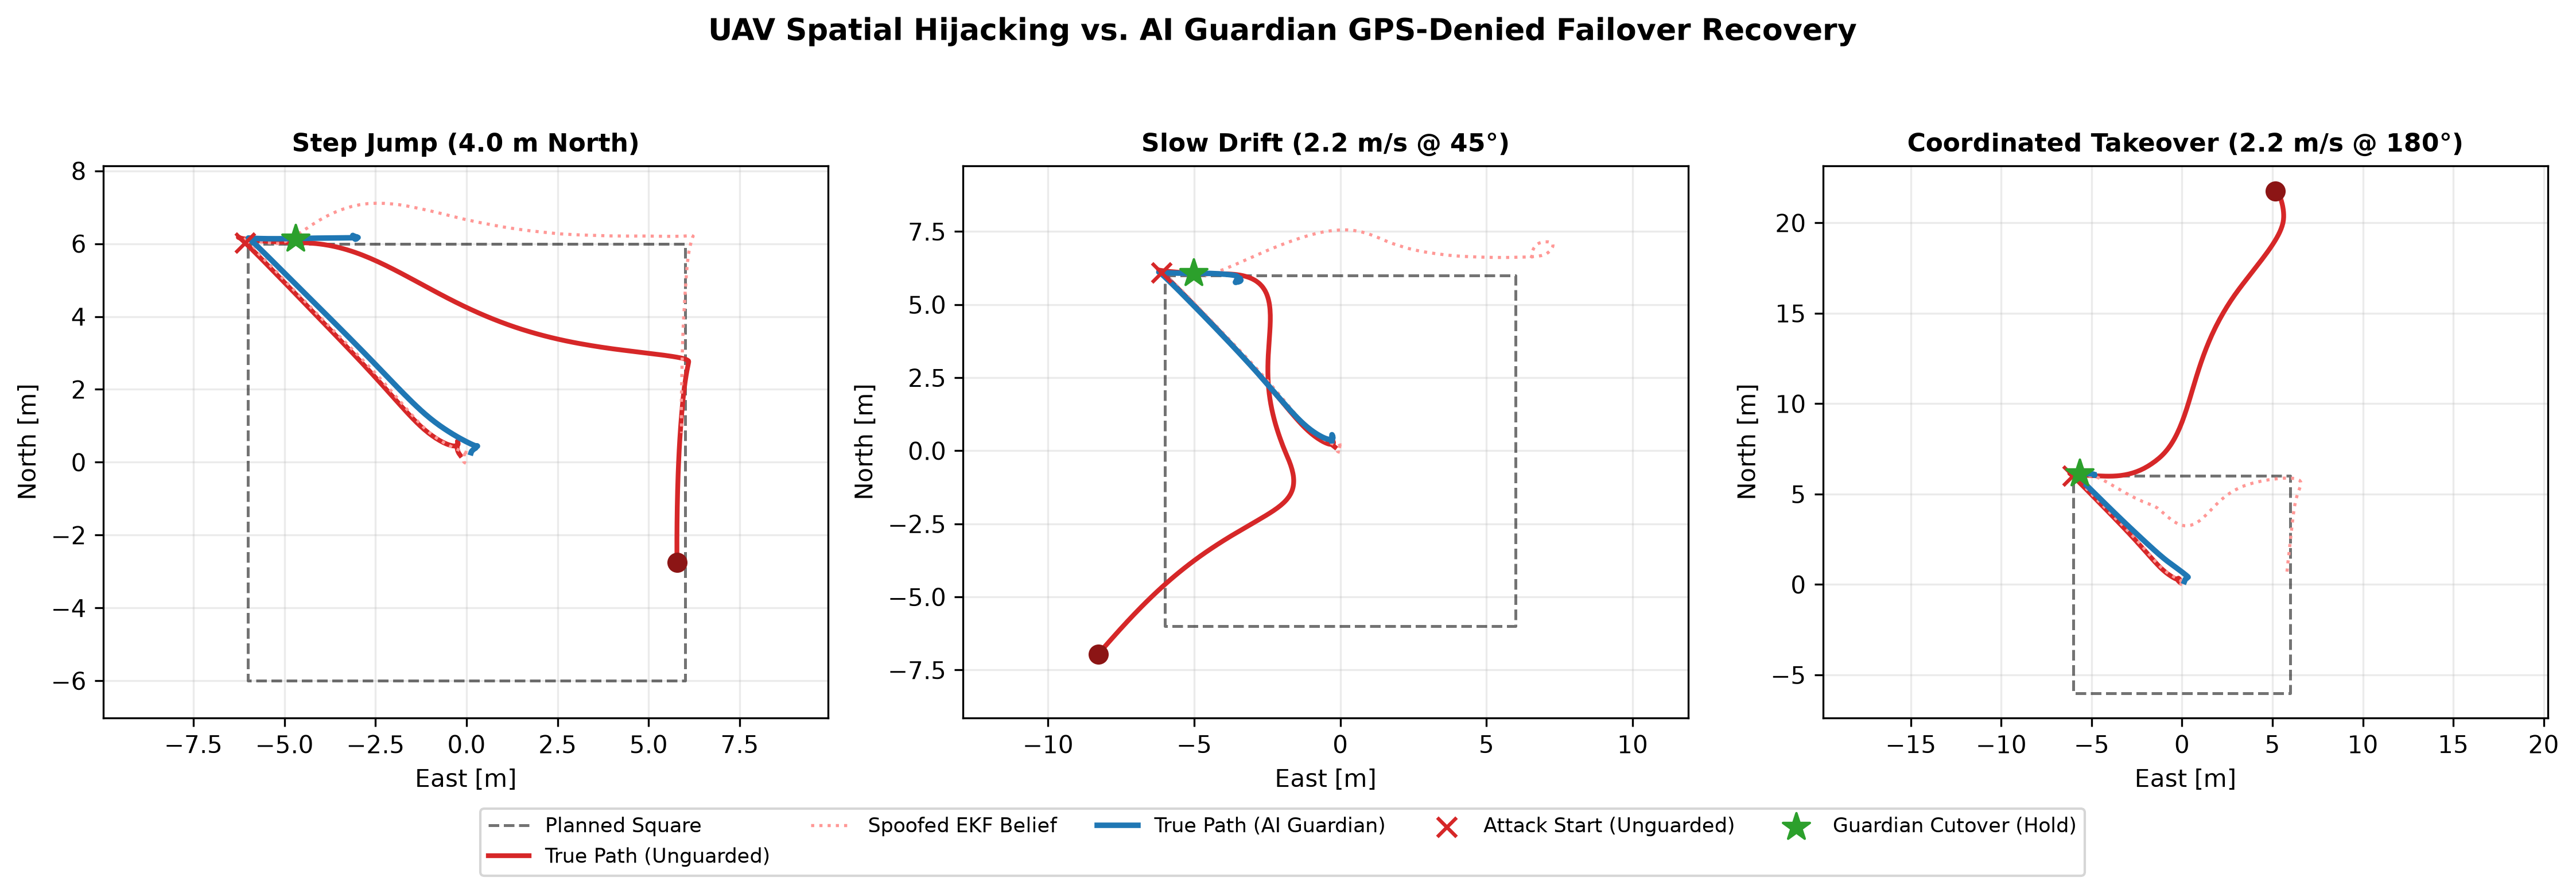 UAV Spatial Hijacking vs. AI Guardian GPS-Denied Failover Recovery
Step Jump (4.0 m North)
8
6
4
2
0
−2
−4
−6
North [m]
−7.5 −5.0 −2.5 0.0 2.5 5.0 7.5
East [m]
Slow Drift (2.2 m/s @ 45°)
7.5
5.0
2.5
0.0
−2.5
−5.0
−7.5
North [m]
−10 −5 0 5 10
East [m]
Coordinated Takeover (2.2 m/s @ 180°)
20
15
10
5
0
−5
North [m]
−15 −10 −5 0 5 10 15 20
East [m]
Planned Square
True Path (Unguarded)
Spoofed EKF Belief
True Path (AI Guardian)
Attack Start (Unguarded)
Guardian Cutover (Hold)